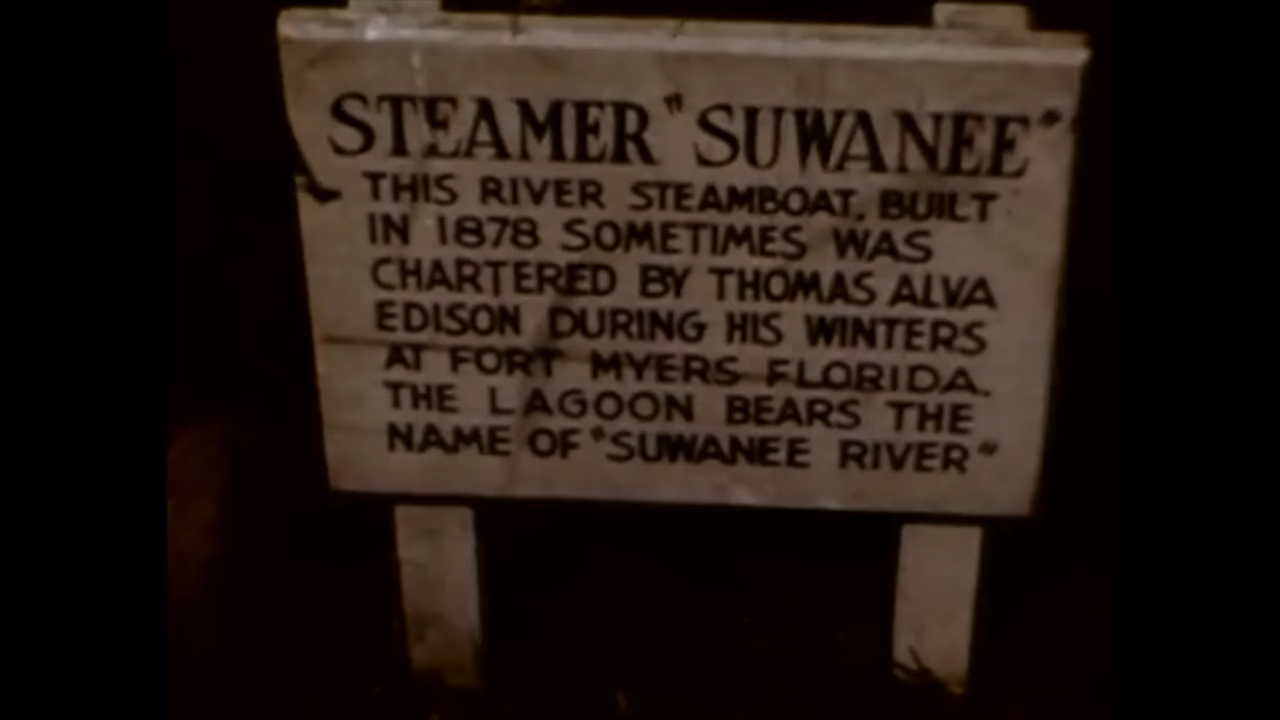 STEAMER "SUWANEE"
THIS RIVER STEAMBOAT, BUILT
IN 1878 SOMETIMES WAS
CHARTERED BY THOMAS ALVA
EDISON DURING HIS WINTERS
AT FORT MYERS FLORIDA.
THE LAGOON BEARS THE
NAME OF "SUWANEE RIVER"